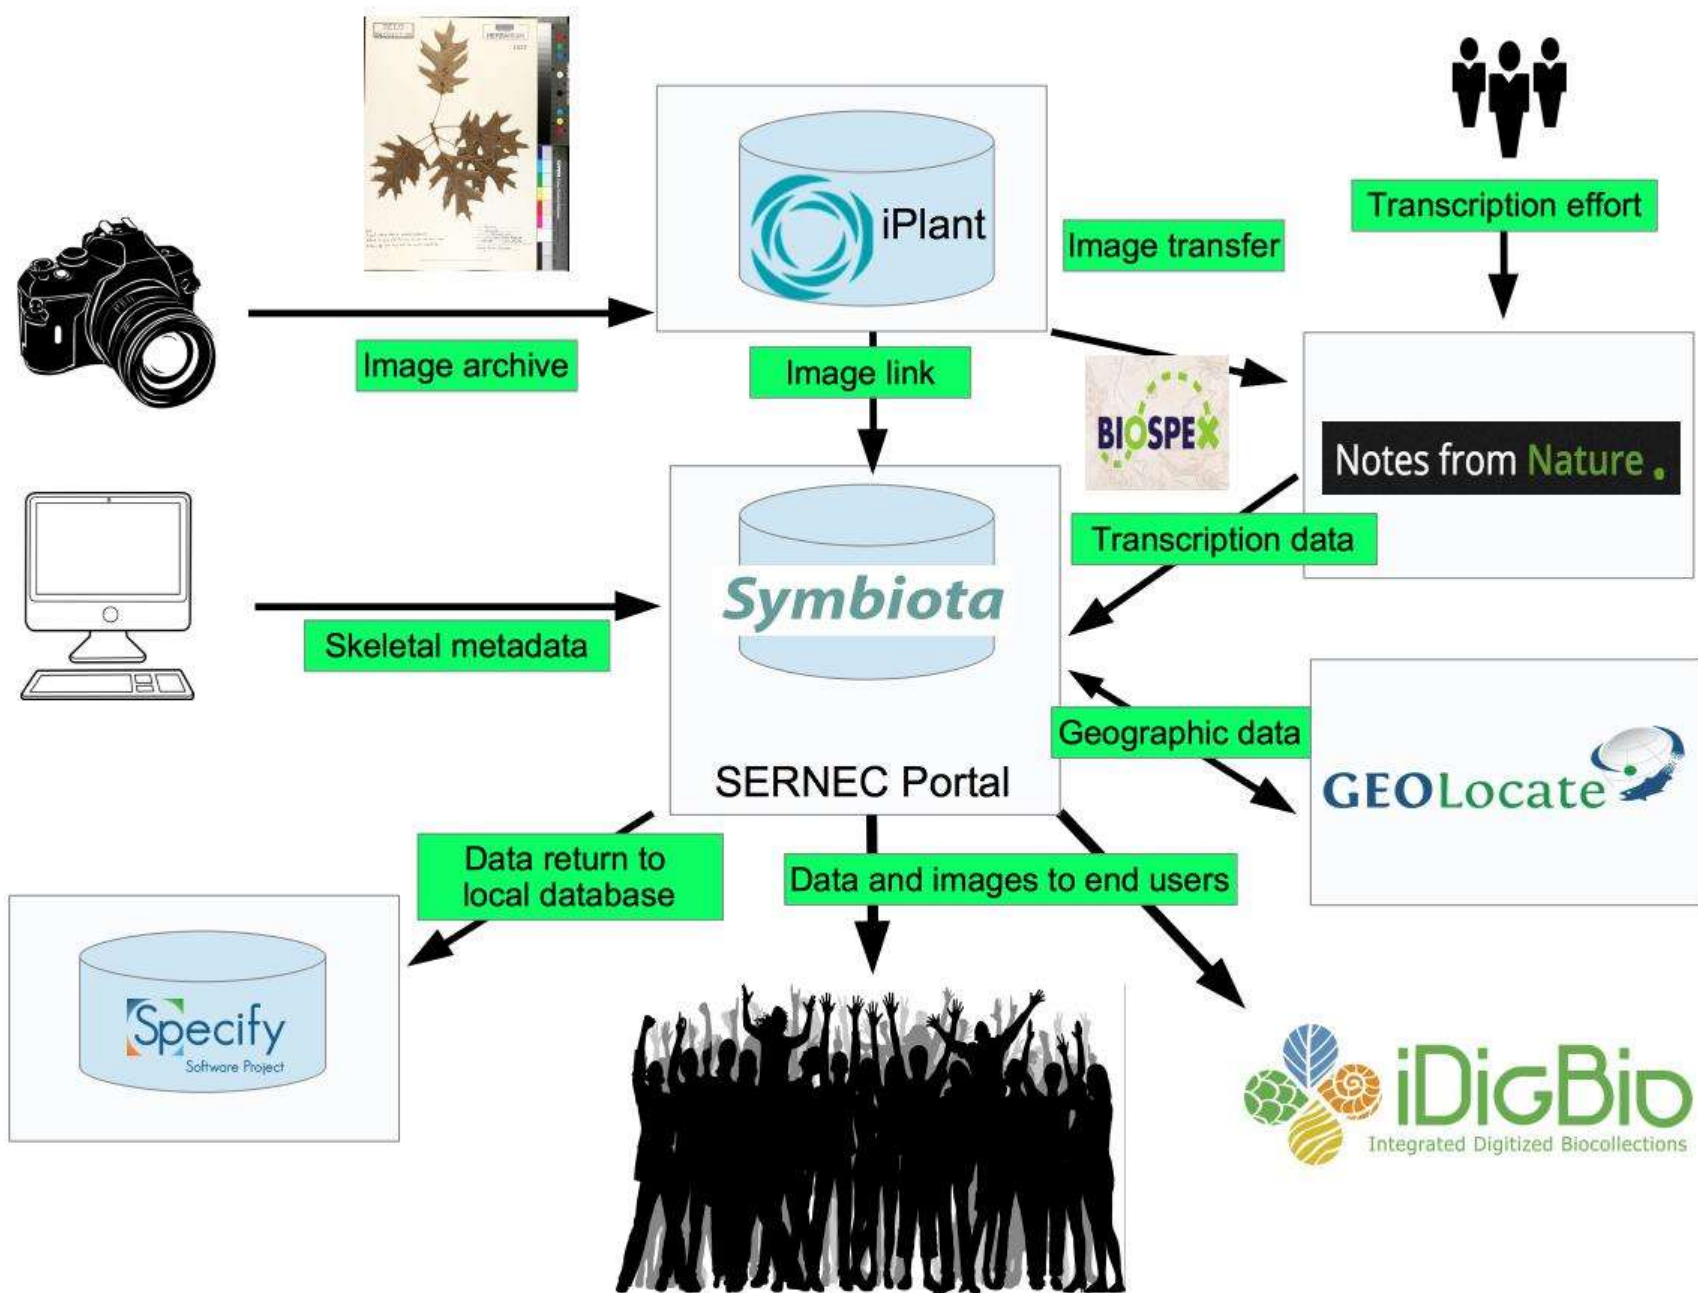 HERBARIUM
iPlant
Image transfer
Transcription effort
Image archive
Image link
BIOSPEX
Notes from Nature.
Transcription data
Symbiota
Skeletal metadata
Geographic data
SERNEC Portal
GEOLocate
Data return to
local database
Data and images to end users
Specify
Software Project
iDigBio
Integrated Digitized Biocollections